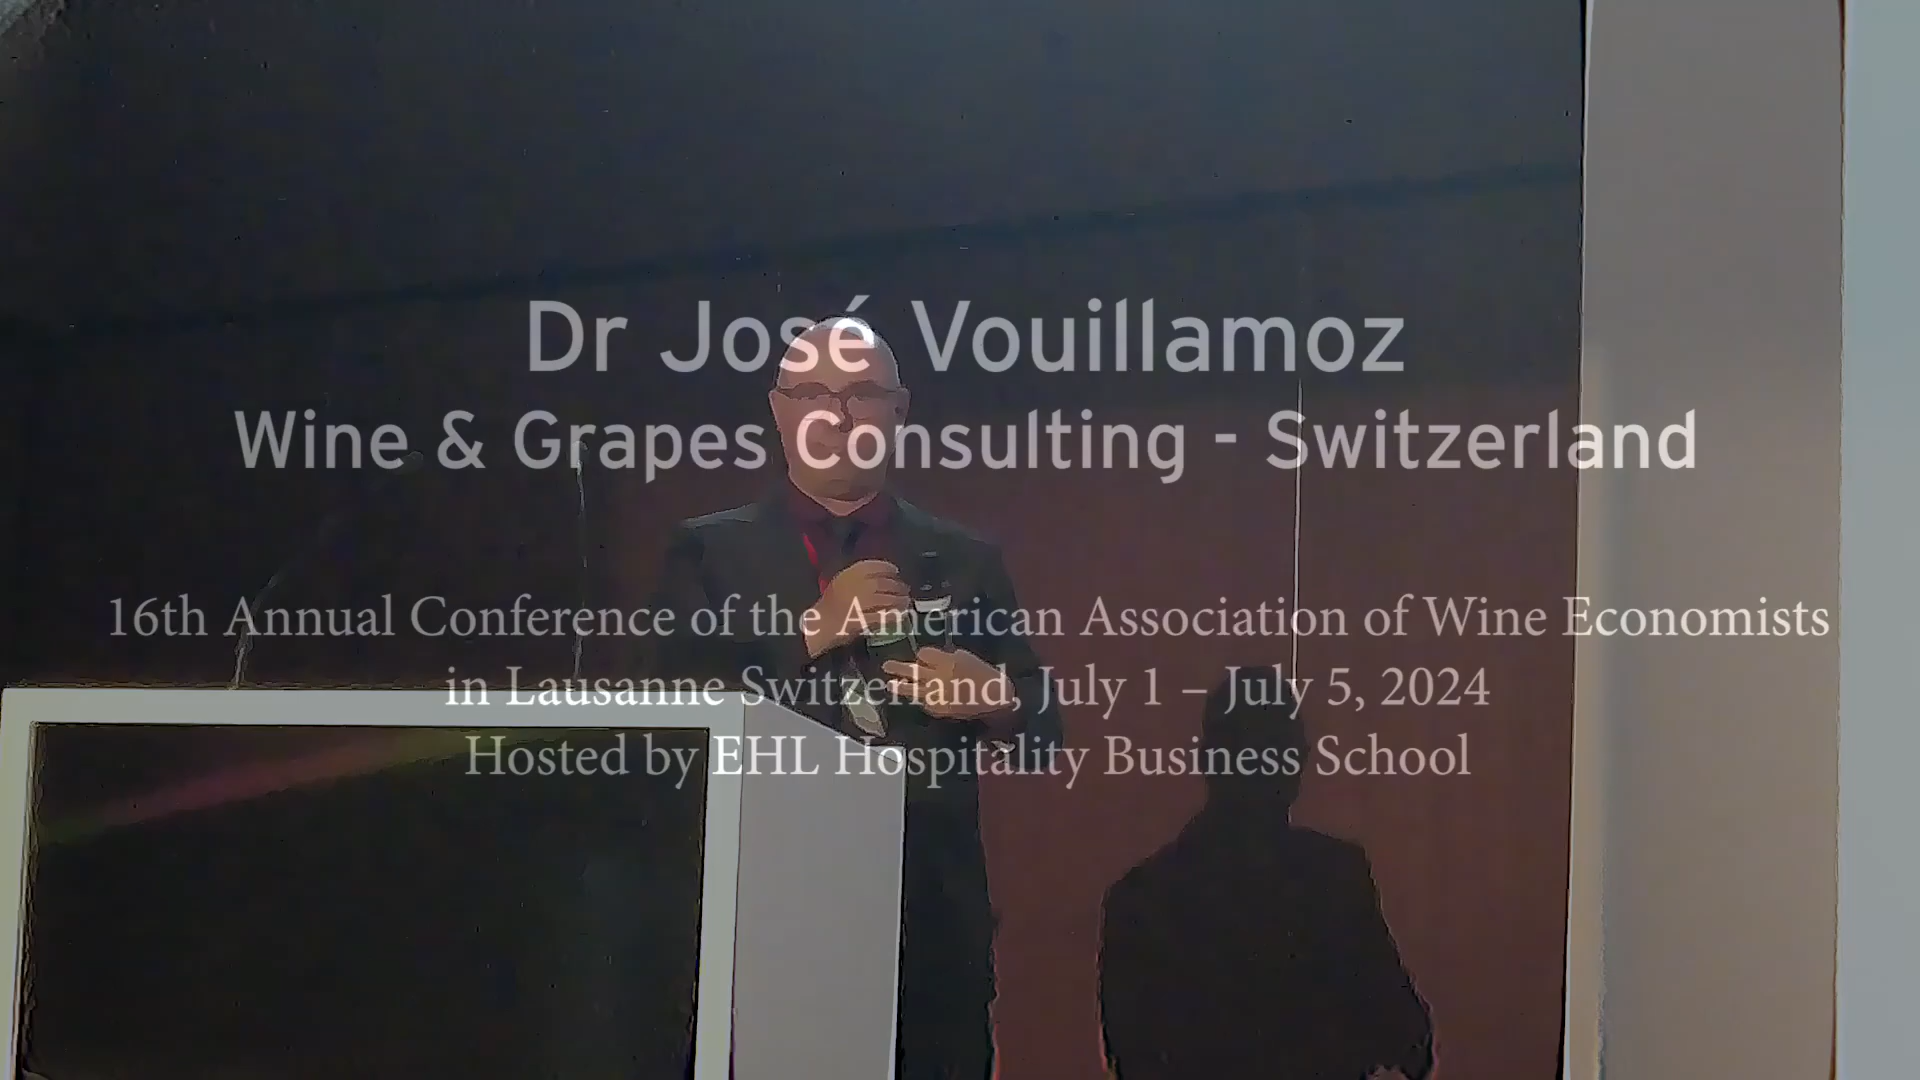 Dr José Vouillamoz
Wine & Grapes Consulting - Switzerland
16th Annual Conference of the American Association of Wine Economists
in Lausanne Switzerland, July 1 – July 5, 2024
Hosted by EHL Hospitality Business School